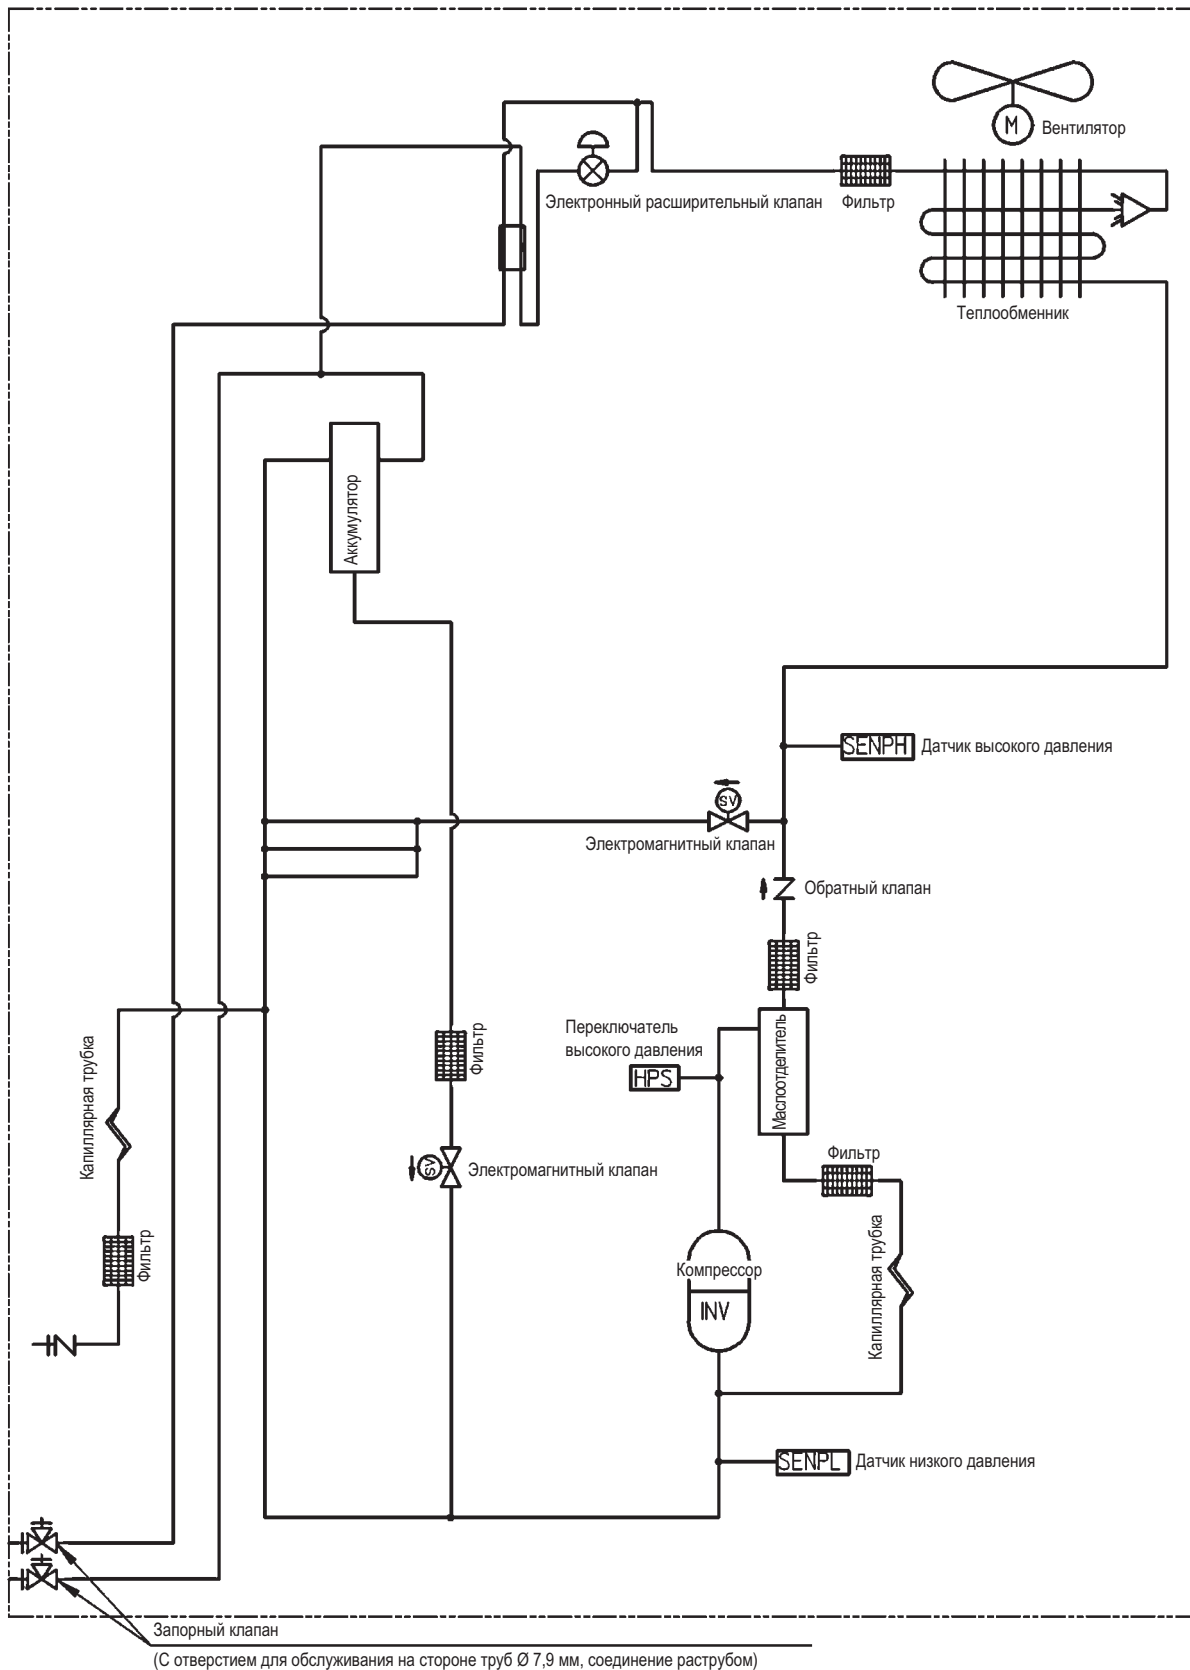 M
Вентилятор
Электронный расширительный клапан
Фильтр
Теплообменник
Аккумулятор
SENPH
Датчик высокого давления
SV
Электромагнитный клапан
Обратный клапан
Фильтр
Переключатель
высокого давления
HPS
Маслоотделитель
Фильтр
Капиллярная трубка
SV
Электромагнитный клапан
Фильтр
Капиллярная трубка
Фильтр
Компрессор
INV
SENPL
Датчик низкого давления
Запорный клапан
(С отверстием для обслуживания на стороне труб Ø 7,9 мм, соединение раструбом)